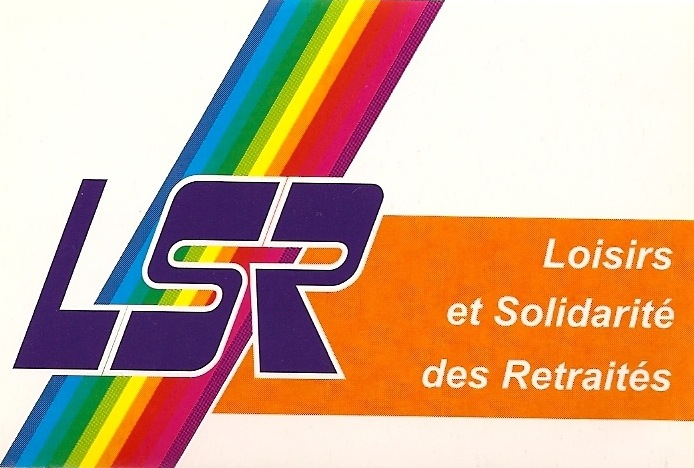 LSR
Loisirs
et Solidarité
des Retraités